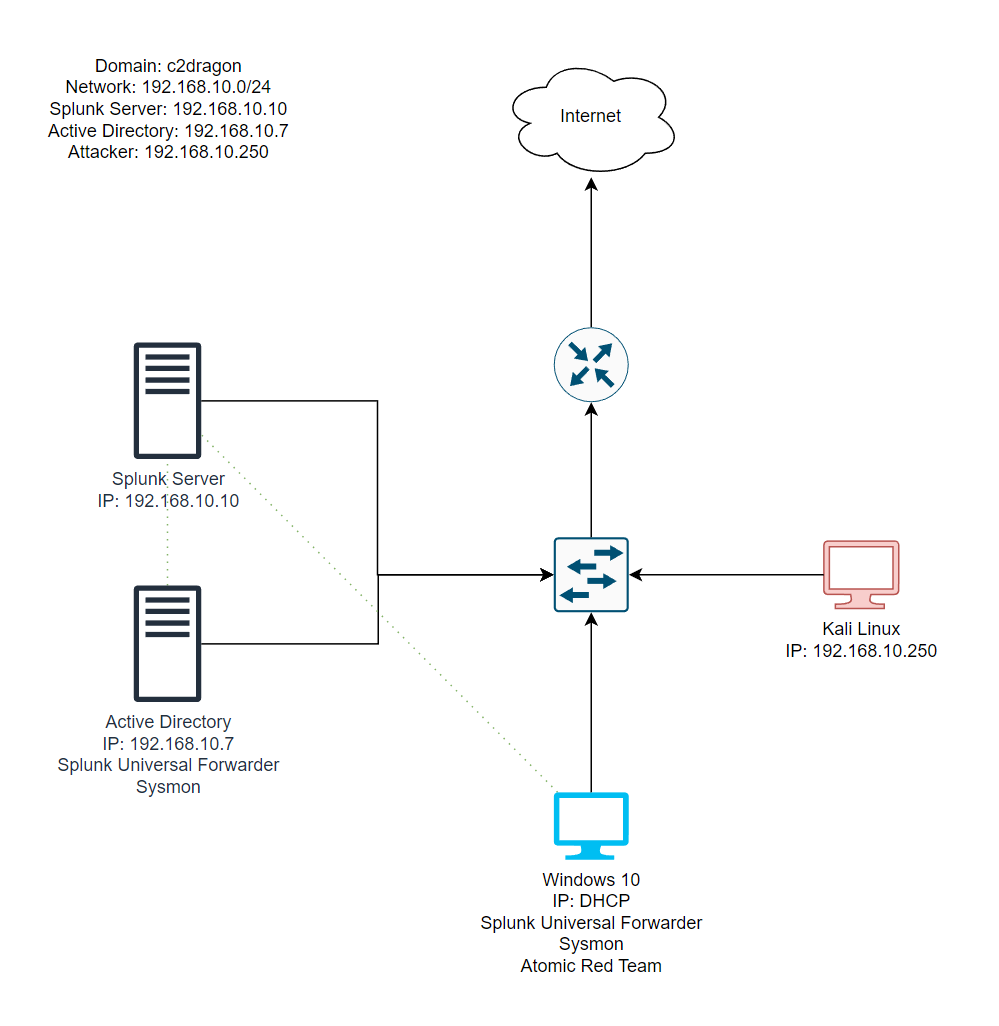 Domain: c2dragon
Network: 192.168.10.0/24
Splunk Server: 192.168.10.10
Active Directory: 192.168.10.7
Attacker: 192.168.10.250
Internet
Splunk Server
IP: 192.168.10.10
Kali Linux
IP: 192.168.10.250
Active Directory
IP: 192.168.10.7
Splunk Universal Forwarder
Sysmon
Windows 10
IP: DHCP
Splunk Universal Forwarder
Sysmon
Atomic Red Team